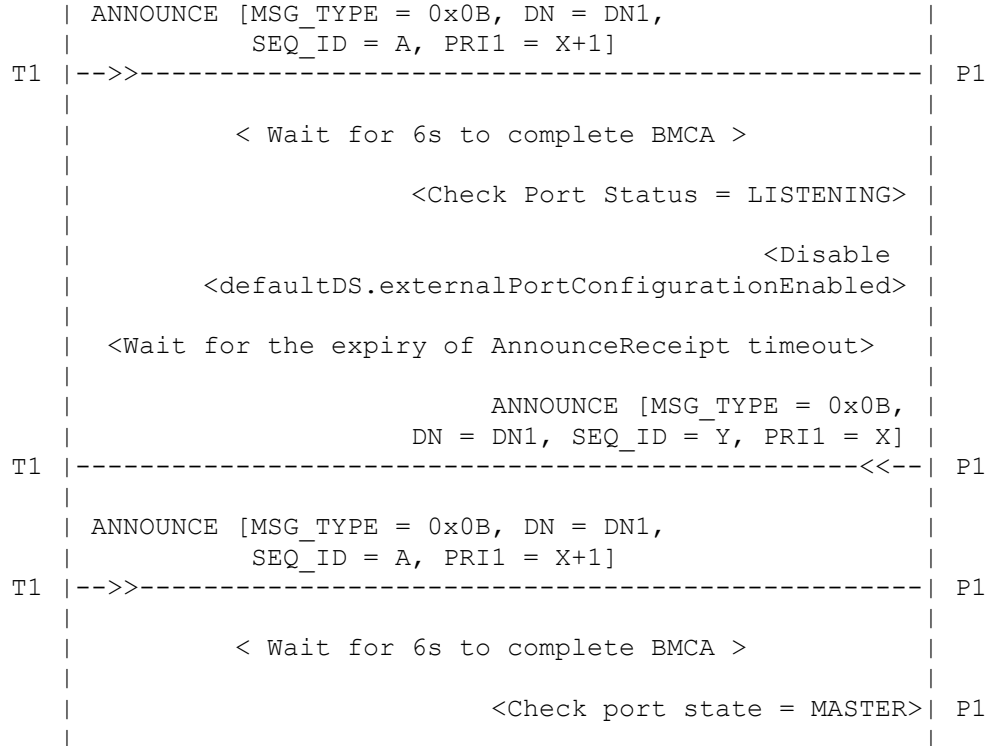 | ANNOUNCE [MSG_TYPE = 0x0B, DN = DN1, |
| SEQ_ID = A, PRI1 = X+1] |
T1 |-->>-------------------------------------------------| P1
| |
| < Wait for 6s to complete BMCA > |
| |
| <Check Port Status = LISTENING> |
| |
| <Disable |
| <defaultDS.externalPortConfigurationEnabled> |
| |
| <Wait for the expiry of AnnounceReceipt timeout> |
| |
| ANNOUNCE [MSG_TYPE = 0x0B, |
| DN = DN1, SEQ_ID = Y, PRI1 = X] |
T1 |-------------------------------------------------<<--| P1
| |
| ANNOUNCE [MSG_TYPE = 0x0B, DN = DN1, |
| SEQ_ID = A, PRI1 = X+1] |
T1 |-->>-------------------------------------------------| P1
| |
| < Wait for 6s to complete BMCA > |
| |
| <Check port state = MASTER>| P1
| |